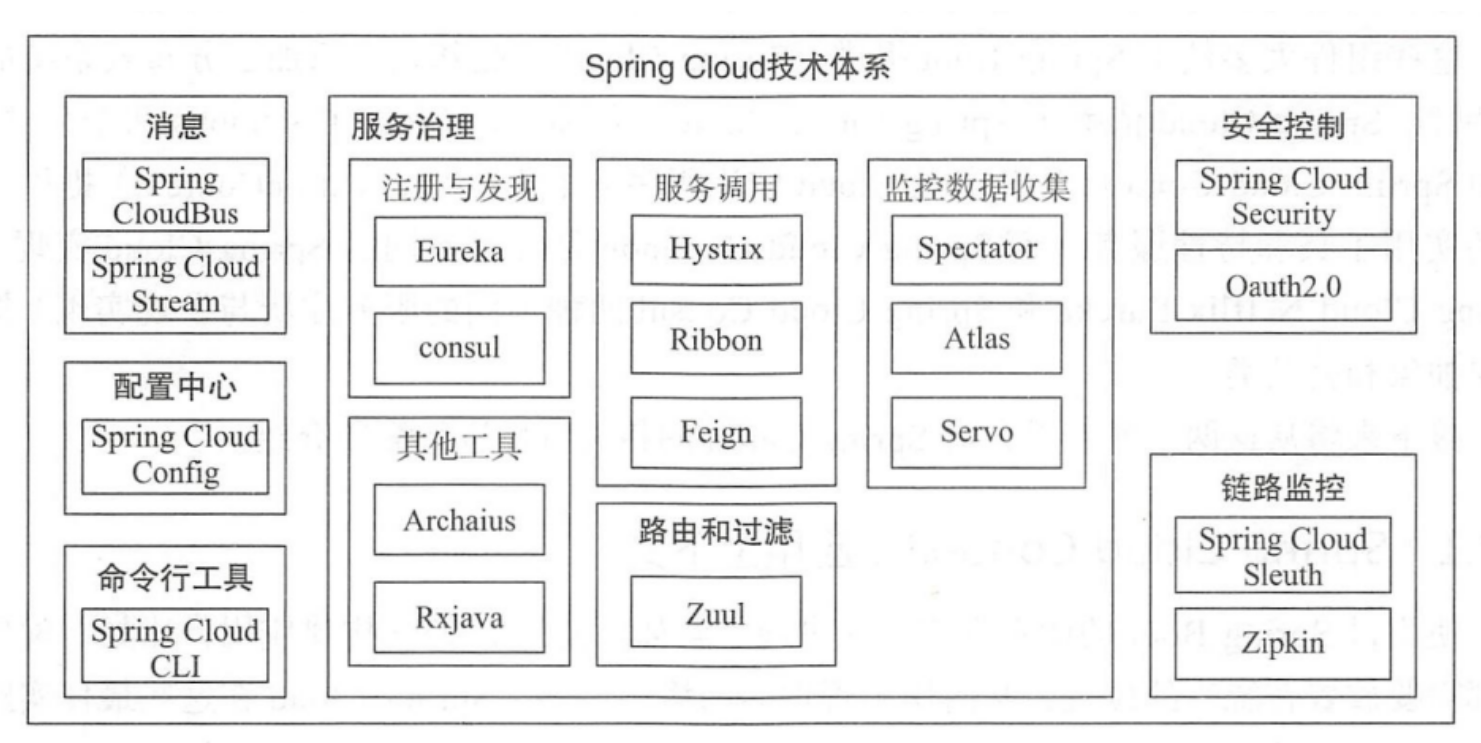 Spring Cloud技术体系
消息
Spring
CloudBus
Spring Cloud
Stream
配置中心
Spring Cloud
Config
命令行工具
Spring Cloud
CLI
服务治理
注册与发现
Eureka
consul
其他工具
Archaius
Rxjava
服务调用
Hystrix
Ribbon
Feign
路由和过滤
Zuul
监控数据收集
Spectator
Atlas
Servo
安全控制
Spring Cloud
Security
Oauth2.0
链路监控
Spring Cloud
Sleuth
Zipkin